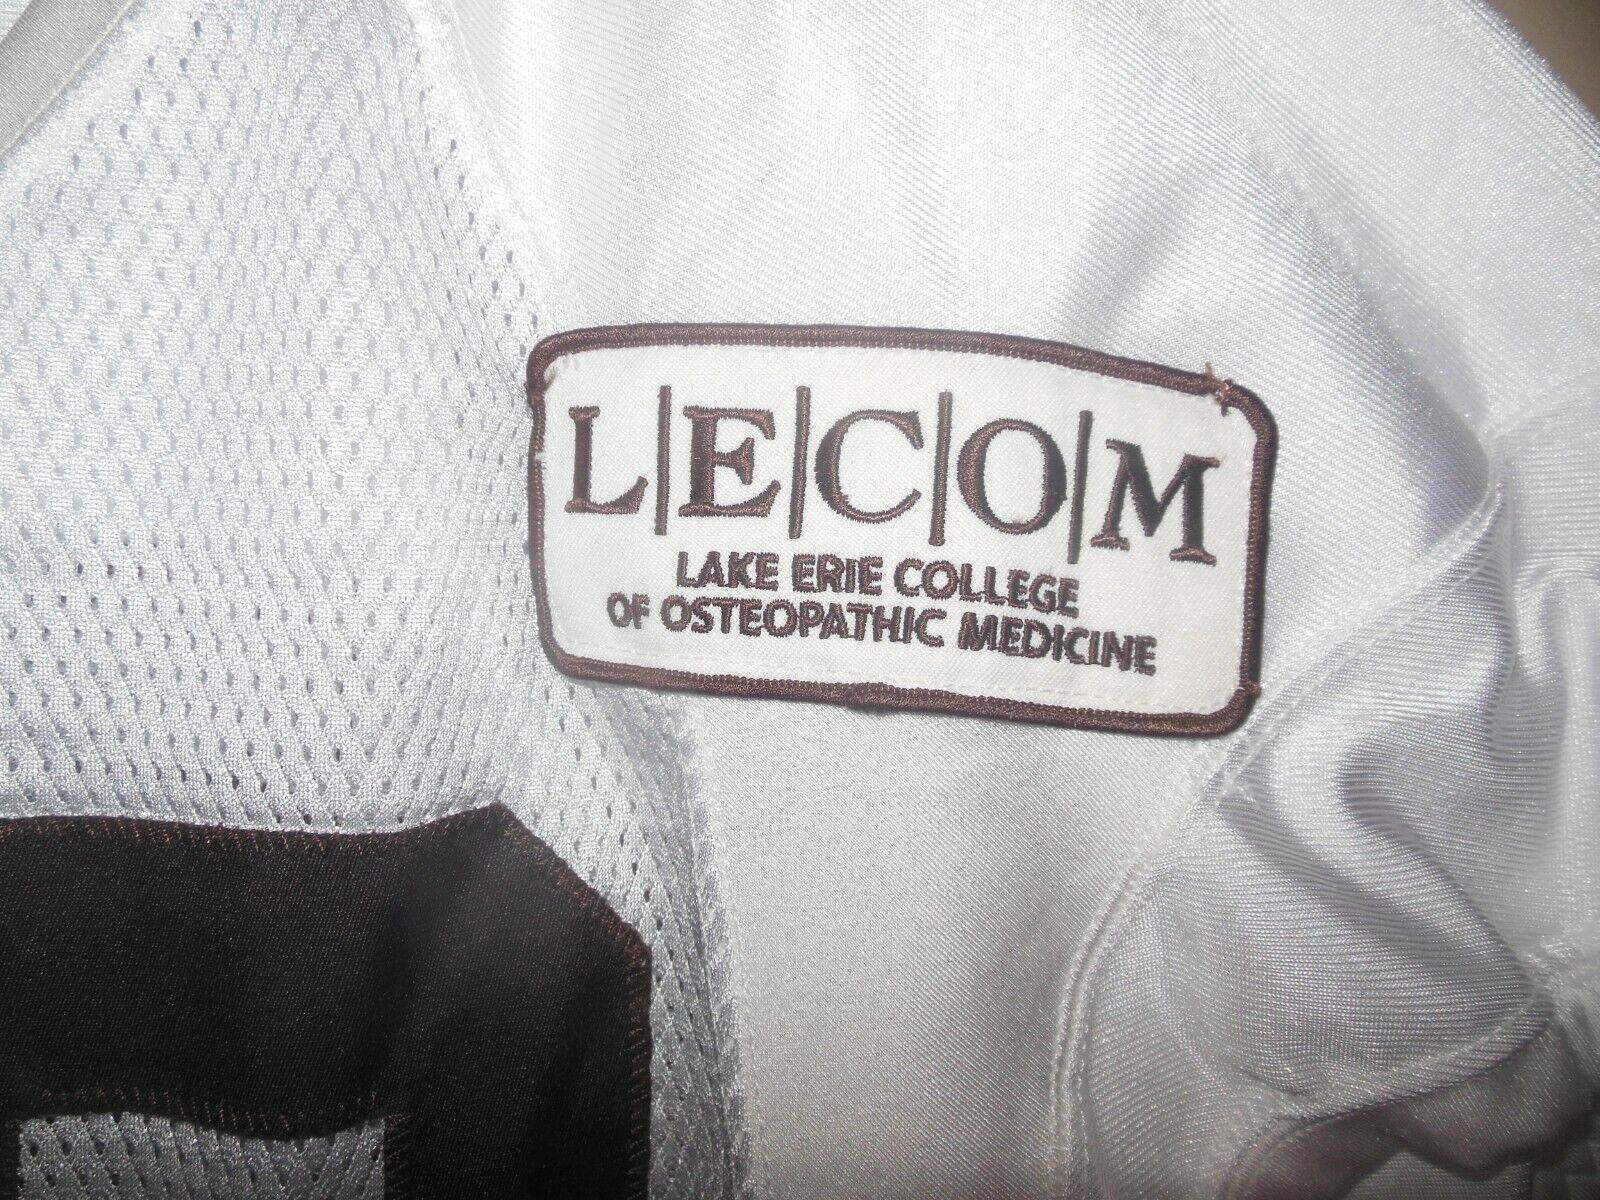 L|E|C|O|M
LAKE ERIE COLLEGE
OF OSTEOPATHIC MEDICINE